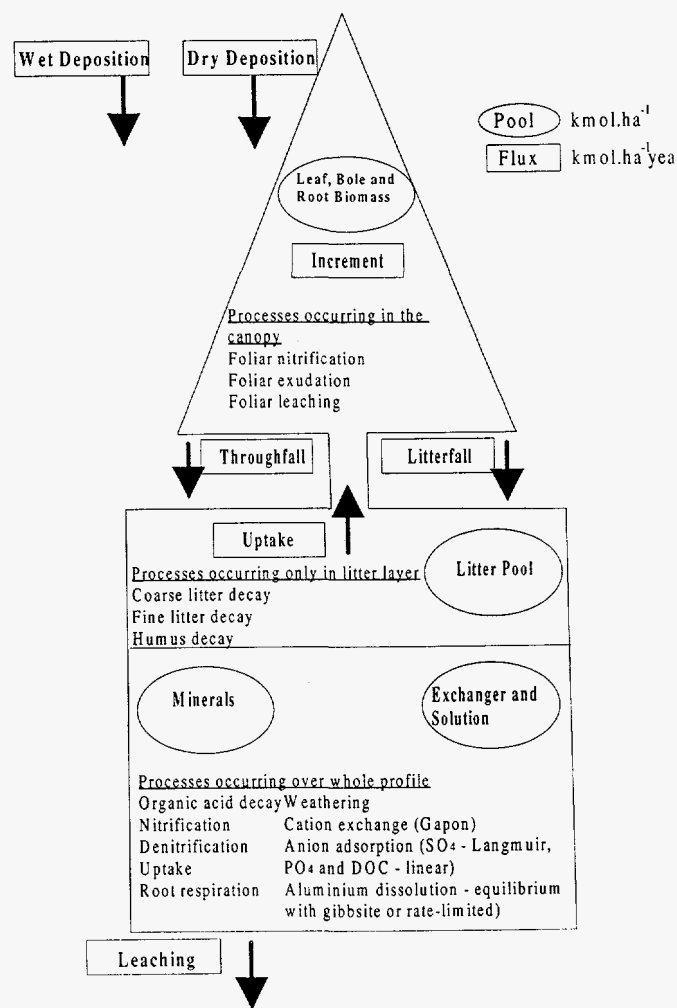 Wet Deposition
Dry Deposition
Pool kmol.ha⁻¹
Flux kmol.ha⁻¹yea
Leaf, Bole and
Root Biomass
Increment
Processes occurring in the
canopy
Foliar nitrification
Foliar exudation
Foliar leaching
Throughfall
Litterfall
Uptake
Litter Pool
Processes occurring only in litter layer
Coarse litter decay
Fine litter decay
Humus decay
Minerals
Exchanger and
Solution
Processes occurring over whole profile
Organic acid decay Weathering
Nitrification Cation exchange (Gapon)
Denitrification Anion adsorption (SO₄ - Langmuir,
Uptake PO₄ and DOC - linear)
Root respiration Aluminium dissolution - equilibrium
with gibbsite or rate-limited)
Leaching